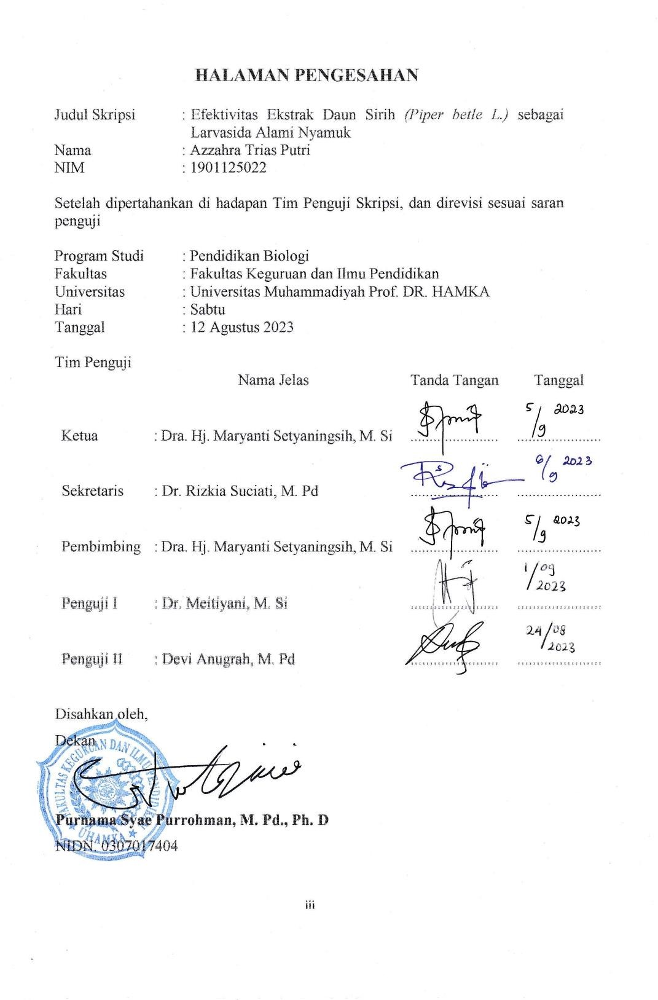 HALAMAN PENGESAHAN
Judul Skripsi : Efektivitas Ekstrak Daun Sirih (Piper betle L.) sebagai
Larvasida Alami Nyamuk
Nama : Azzahra Trias Putri
NIM : 1901125022
Setelah dipertahankan di hadapan Tim Penguji Skripsi, dan direvisi sesuai saran
penguji
Program Studi : Pendidikan Biologi
Fakultas : Fakultas Keguruan dan Ilmu Pendidikan
Universitas : Universitas Muhammadiyah Prof. DR. HAMKA
Hari : Sabtu
Tanggal : 12 Agustus 2023
Tim Penguji
Nama Jelas Tanda Tangan Tanggal
Ketua : Dra. Hj. Maryanti Setyaningsih, M. Si 5/9 2023
Sekretaris : Dr. Rizkia Suciati, M. Pd 6/9 2023
Pembimbing : Dra. Hj. Maryanti Setyaningsih, M. Si 5/9 2023
Penguji I : Dr. Meitiyani, M. Si 1/09/2023
Penguji II : Devi Anugrah, M. Pd 24/08/2023
Disahkan oleh,
Dekan
FAKULTAS KEGURUAN DAN ILMU PENDIDIKAN
UHAMKA
Purnama Syae Purrohman, M. Pd., Ph. D
NIDN. 0307017404
iii